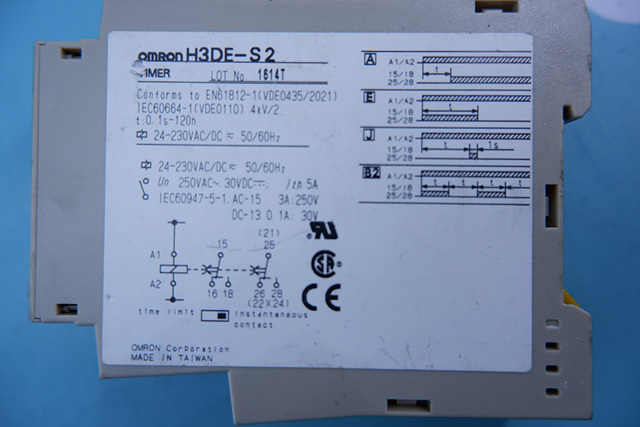 OMRON H3DE-S2
TIMER LOT No. 1614T
Conforms to EN61812-1(VDE0435/2021)
IEC60664-1(VDE0110) 4kV/2
t:0.1s-120h
24-230VAC/DC ≂ 50/60Hz
24-230VAC/DC ≂ 50/60Hz
Un 250VAC~ 30VDC⎓ Ith 5A
IEC60947-5-1 AC-15 3A:250V
DC-13 0.1A: 30V
(21)
15 25
A1
A2
16 18 26 28
(22)(24)
time limit instantaneous
contact
OMRON Corporation
MADE IN TAIWAN
A A1/A2
t
15/18
25/28
E A1/A2
t
15/18
25/28
J A1/A2
t 1s
15/18
25/28
B2 A1/A2
t t t t
15/18
25/28
RU
SA
CE